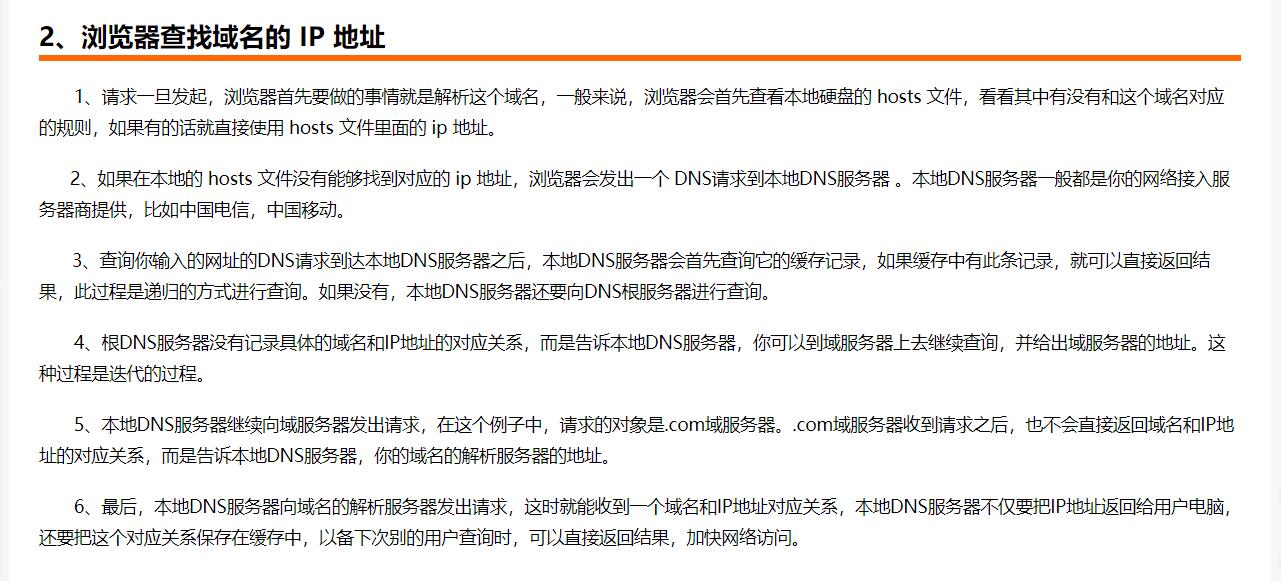 2、浏览器查找域名的 IP 地址
1、请求一旦发起，浏览器首先要做的事情就是解析这个域名，一般来说，浏览器会首先查看本地硬盘的 hosts 文件，看看其中有没有和这个域名对应
的规则，如果有的话就直接使用 hosts 文件里面的 ip 地址。
2、如果在本地的 hosts 文件没有能够找到对应的 ip 地址，浏览器会发出一个 DNS请求到本地DNS服务器 。本地DNS服务器一般都是你的网络接入服
务器商提供，比如中国电信，中国移动。
3、查询你输入的网址的DNS请求到达本地DNS服务器之后，本地DNS服务器会首先查询它的缓存记录，如果缓存中有此条记录，就可以直接返回结
果，此过程是递归的方式进行查询。如果没有，本地DNS服务器还要向DNS根服务器进行查询。
4、根DNS服务器没有记录具体的域名和IP地址的对应关系，而是告诉本地DNS服务器，你可以到域服务器上去继续查询，并给出域服务器的地址。这
种过程是迭代的过程。
5、本地DNS服务器继续向域服务器发出请求，在这个例子中，请求的对象是.com域服务器。.com域服务器收到请求之后，也不会直接返回域名和IP地
址的对应关系，而是告诉本地DNS服务器，你的域名的解析服务器的地址。
6、最后，本地DNS服务器向域名的解析服务器发出请求，这时就能收到一个域名和IP地址对应关系，本地DNS服务器不仅要把IP地址返回给用户电脑，
还要把这个对应关系保存在缓存中，以备下次别的用户查询时，可以直接返回结果，加快网络访问。